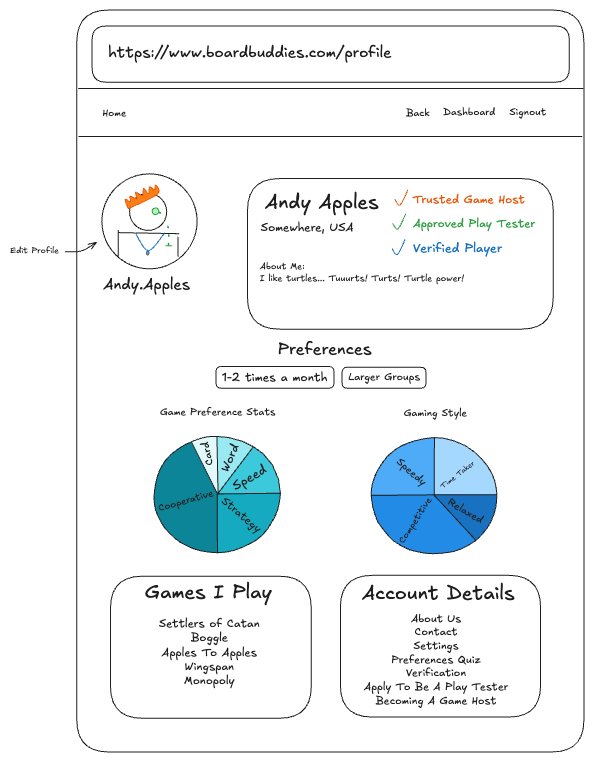 https://www.boardbuddies.com/profile
Home
Back
Dashboard
Signout
Edit Profile
Andy.Apples
Andy Apples
Somewhere, USA
Trusted Game Host
Approved Play Tester
Verified Player
About Me:
I like turtles... Tuuurts! Turts! Turtle power!
Preferences
1-2 times a month
Larger Groups
Game Preference Stats
Card
Word
Speed
Strategy
Cooperative
Gaming Style
Speedy
Time Taker
Relaxed
Competitive
Games I Play
Settlers of Catan
Boggle
Apples To Apples
Wingspan
Monopoly
Account Details
About Us
Contact
Settings
Preferences Quiz
Verification
Apply To Be A Play Tester
Becoming A Game Host